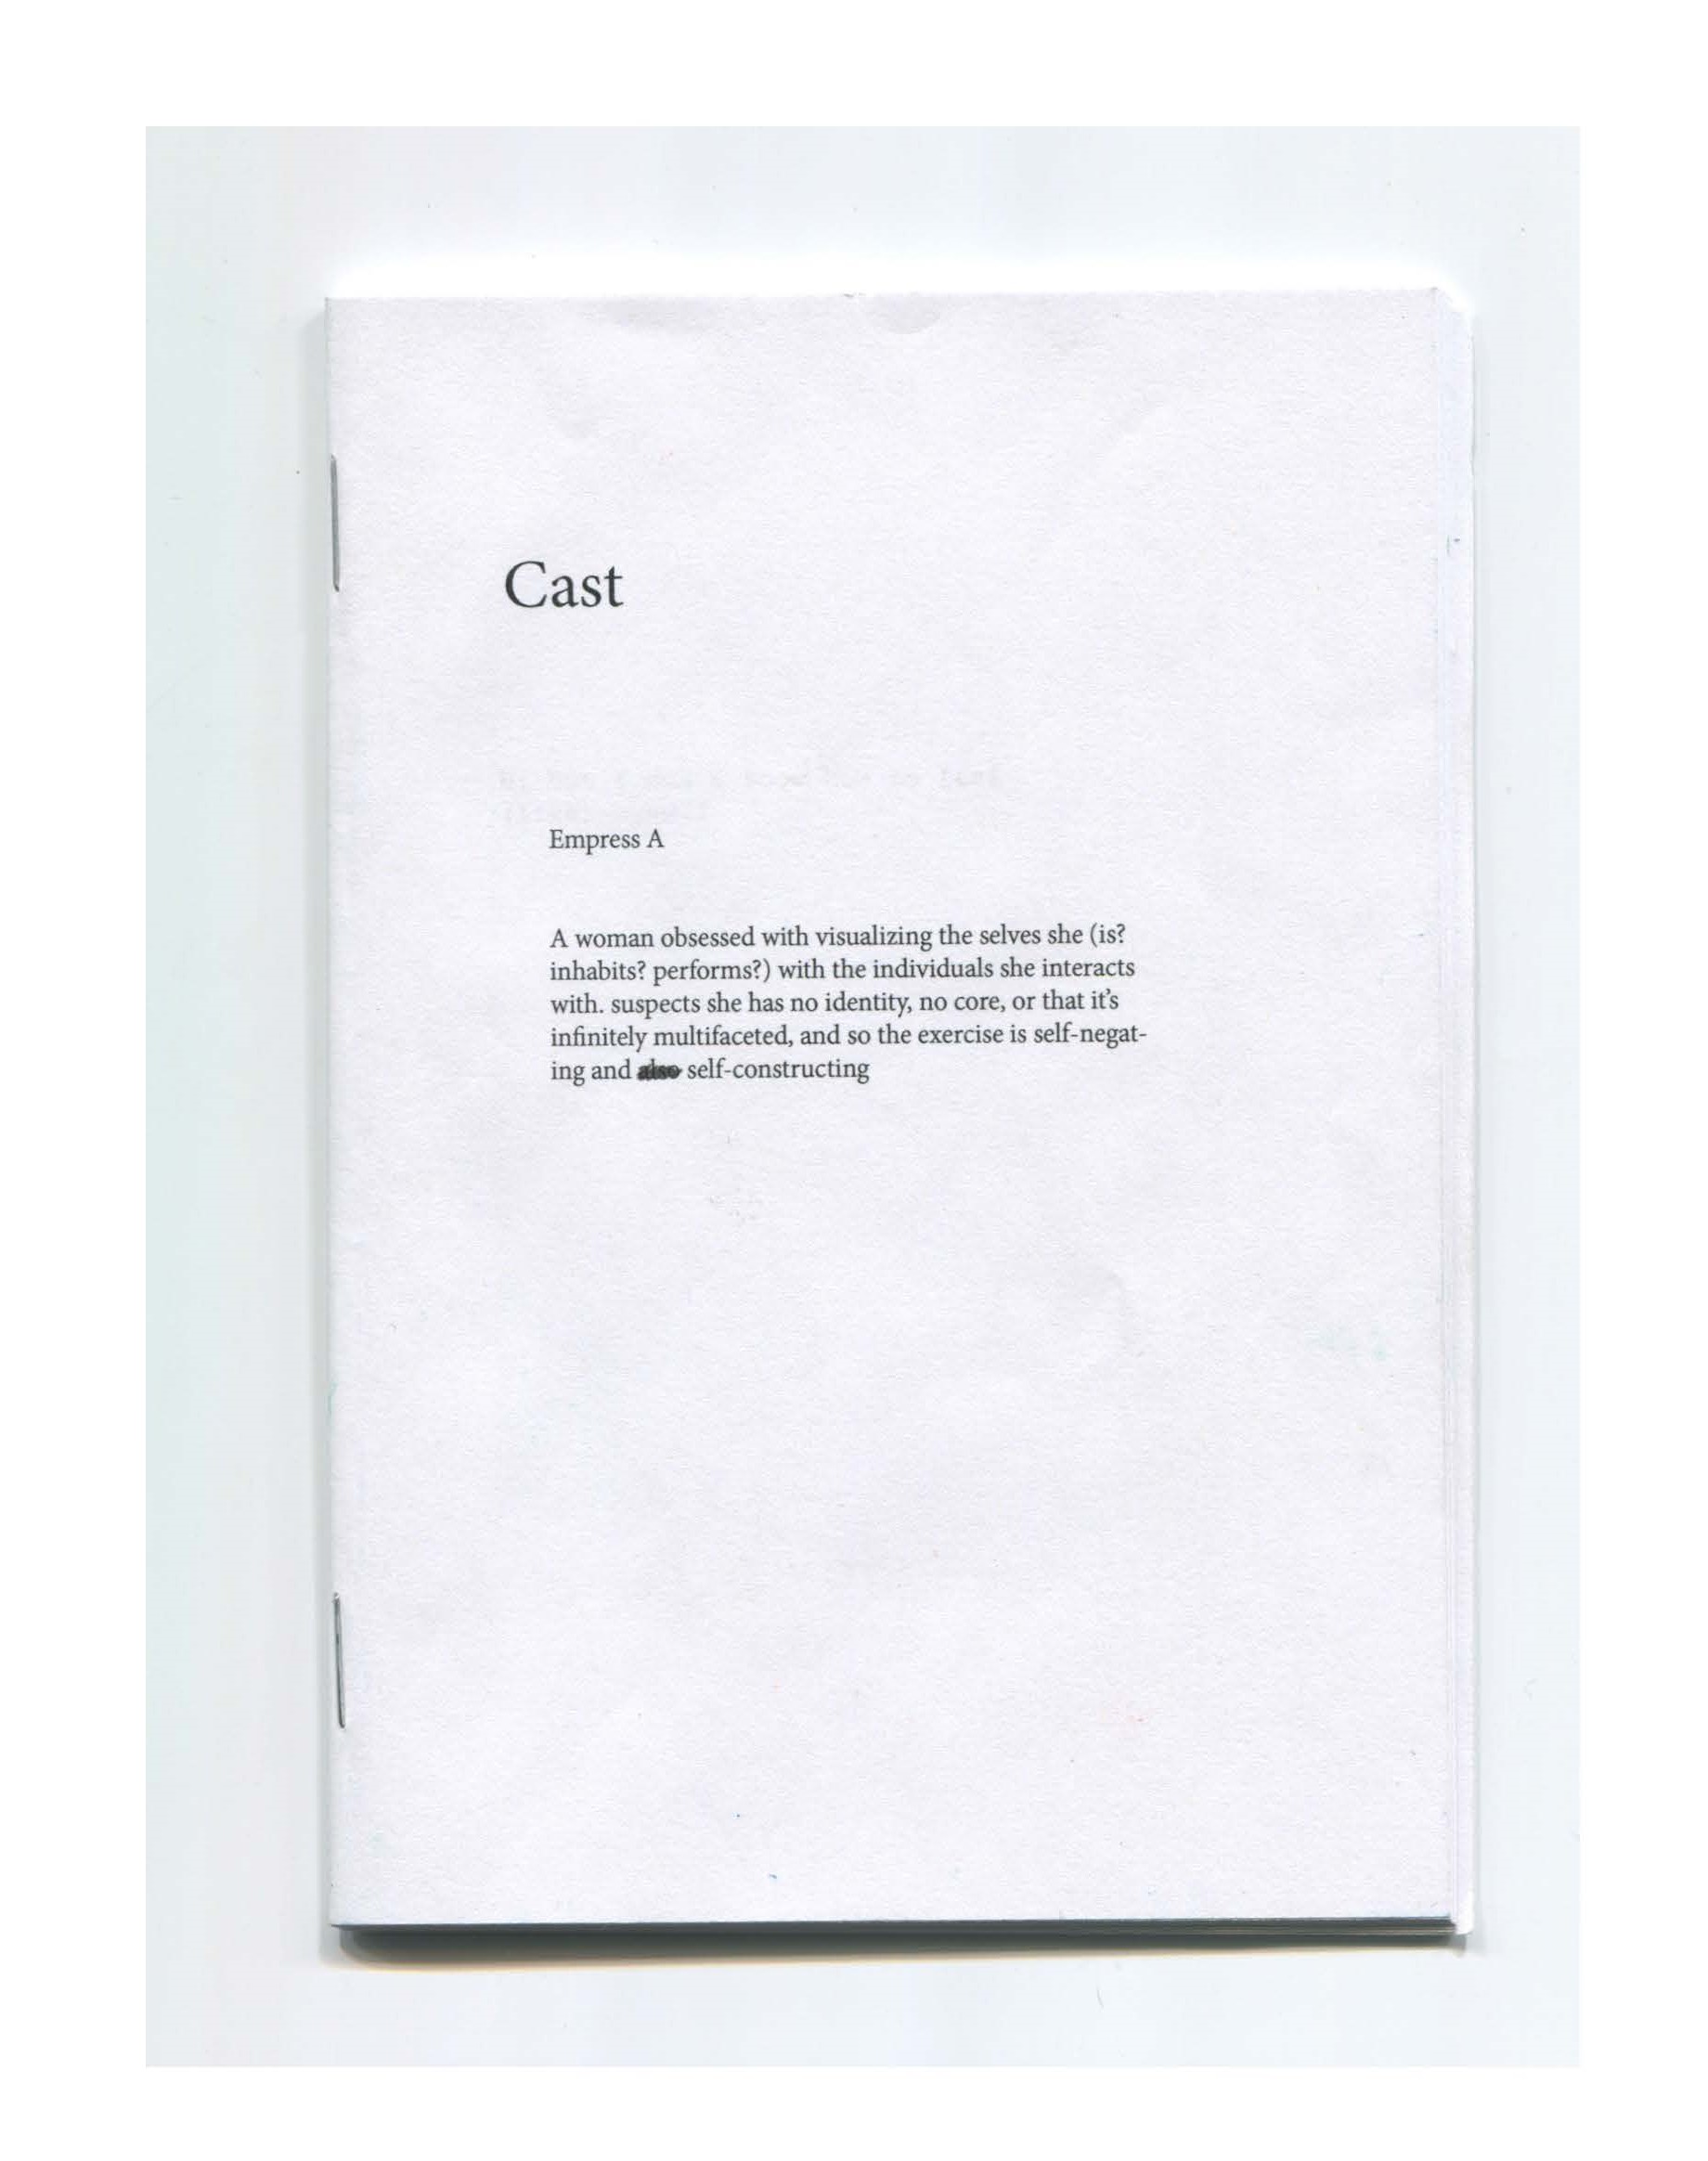 Cast
Empress A
A woman obsessed with visualizing the selves she (is?
inhabits? performs?) with the individuals she interacts
with. suspects she has no identity, no core, or that it's
infinitely multifaceted, and so the exercise is self-negat-
ing and also self-constructing